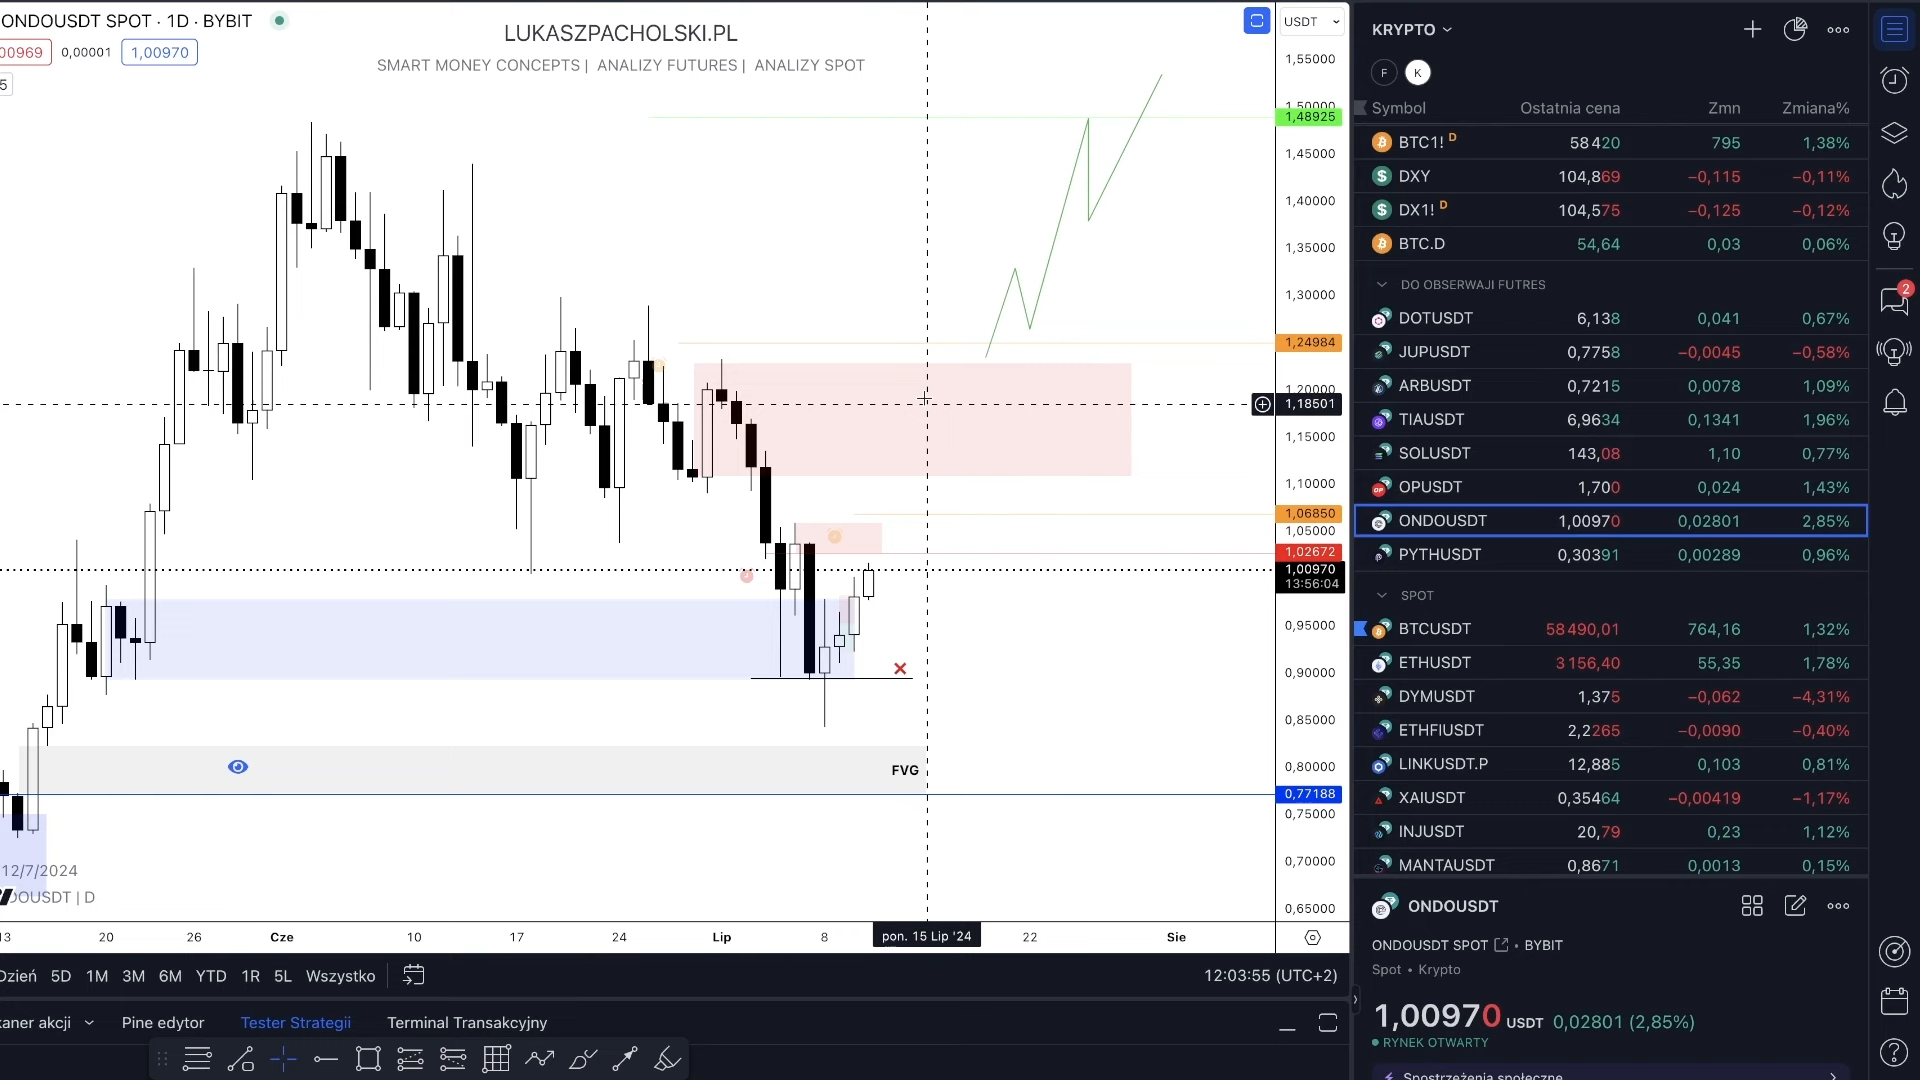 ONDOUSDT SPOT · 1D · BYBIT
LUKASZPACHOLSKI.PL
USDT
00969
0,00001
1,00970
SMART MONEY CONCEPTS | ANALIZY FUTURES | ANALIZY SPOT
5
1,55000
1,50000
1,48925
1,45000
1,40000
1,35000
1,30000
1,24984
1,20000
1,18501
1,15000
1,10000
1,06850
1,05000
1,02672
1,00970
13:56:04
0,95000
0,90000
0,85000
0,80000
0,77188
0,75000
0,70000
0,65000
FVG
12/7/2024
DOUSDT | D
13
20
26
Cze
10
17
24
Lip
8
pon. 15 Lip '24
22
Sie
Dzień 5D 1M 3M 6M YTD 1R 5L Wszystko
12:03:55 (UTC+2)
kaner akcji
Pine edytor
Tester Strategii
Terminal Transakcyjny
KRYPTO
F
K
Symbol Ostatnia cena Zmn Zmiana%
BTC1! D 58 420 795 1,38%
DXY 104,869 −0,115 −0,11%
DX1! D 104,575 −0,125 −0,12%
BTC.D 54,64 0,03 0,06%
DO OBSERWAJI FUTRES
DOTUSDT 6,138 0,041 0,67%
JUPUSDT 0,7758 −0,0045 −0,58%
ARBUSDT 0,7215 0,0078 1,09%
TIAUSDT 6,9634 0,1341 1,96%
SOLUSDT 143,08 1,10 0,77%
OPUSDT 1,700 0,024 1,43%
ONDOUSDT 1,00970 0,02801 2,85%
PYTHUSDT 0,30391 0,00289 0,96%
SPOT
BTCUSDT 58 490,01 764,16 1,32%
ETHUSDT 3 156,40 55,35 1,78%
DYMUSDT 1,375 −0,062 −4,31%
ETHFIUSDT 2,2265 −0,0090 −0,40%
LINKUSDT.P 12,885 0,103 0,81%
XAIUSDT 0,35464 −0,00419 −1,17%
INJUSDT 20,79 0,23 1,12%
MANTAUSDT 0,8671 0,0013 0,15%
ONDOUSDT
ONDOUSDT SPOT • BYBIT
Spot • Krypto
1,00970 USDT 0,02801 (2,85%)
RYNEK OTWARTY
Spostrzeżenia społeczne
2